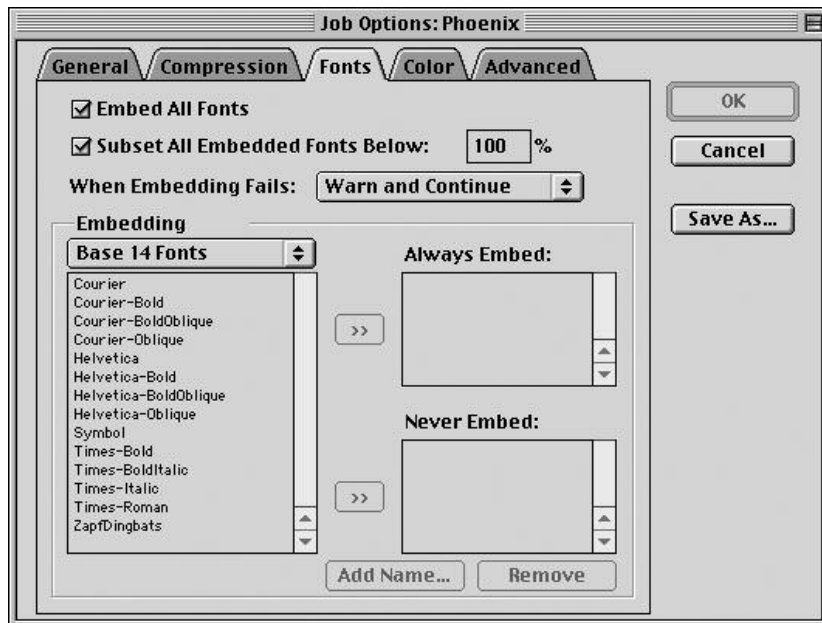 Job Options: Phoenix
General Compression Fonts Color Advanced
Embed All Fonts
Subset All Embedded Fonts Below: 100 %
When Embedding Fails: Warn and Continue
OK
Cancel
Save As...
Embedding
Base 14 Fonts
Courier
Courier-Bold
Courier-BoldOblique
Courier-Oblique
Helvetica
Helvetica-Bold
Helvetica-BoldOblique
Helvetica-Oblique
Symbol
Times-Bold
Times-BoldItalic
Times-Italic
Times-Roman
ZapfDingbats
>>
>>
Always Embed:
Never Embed:
Add Name... Remove